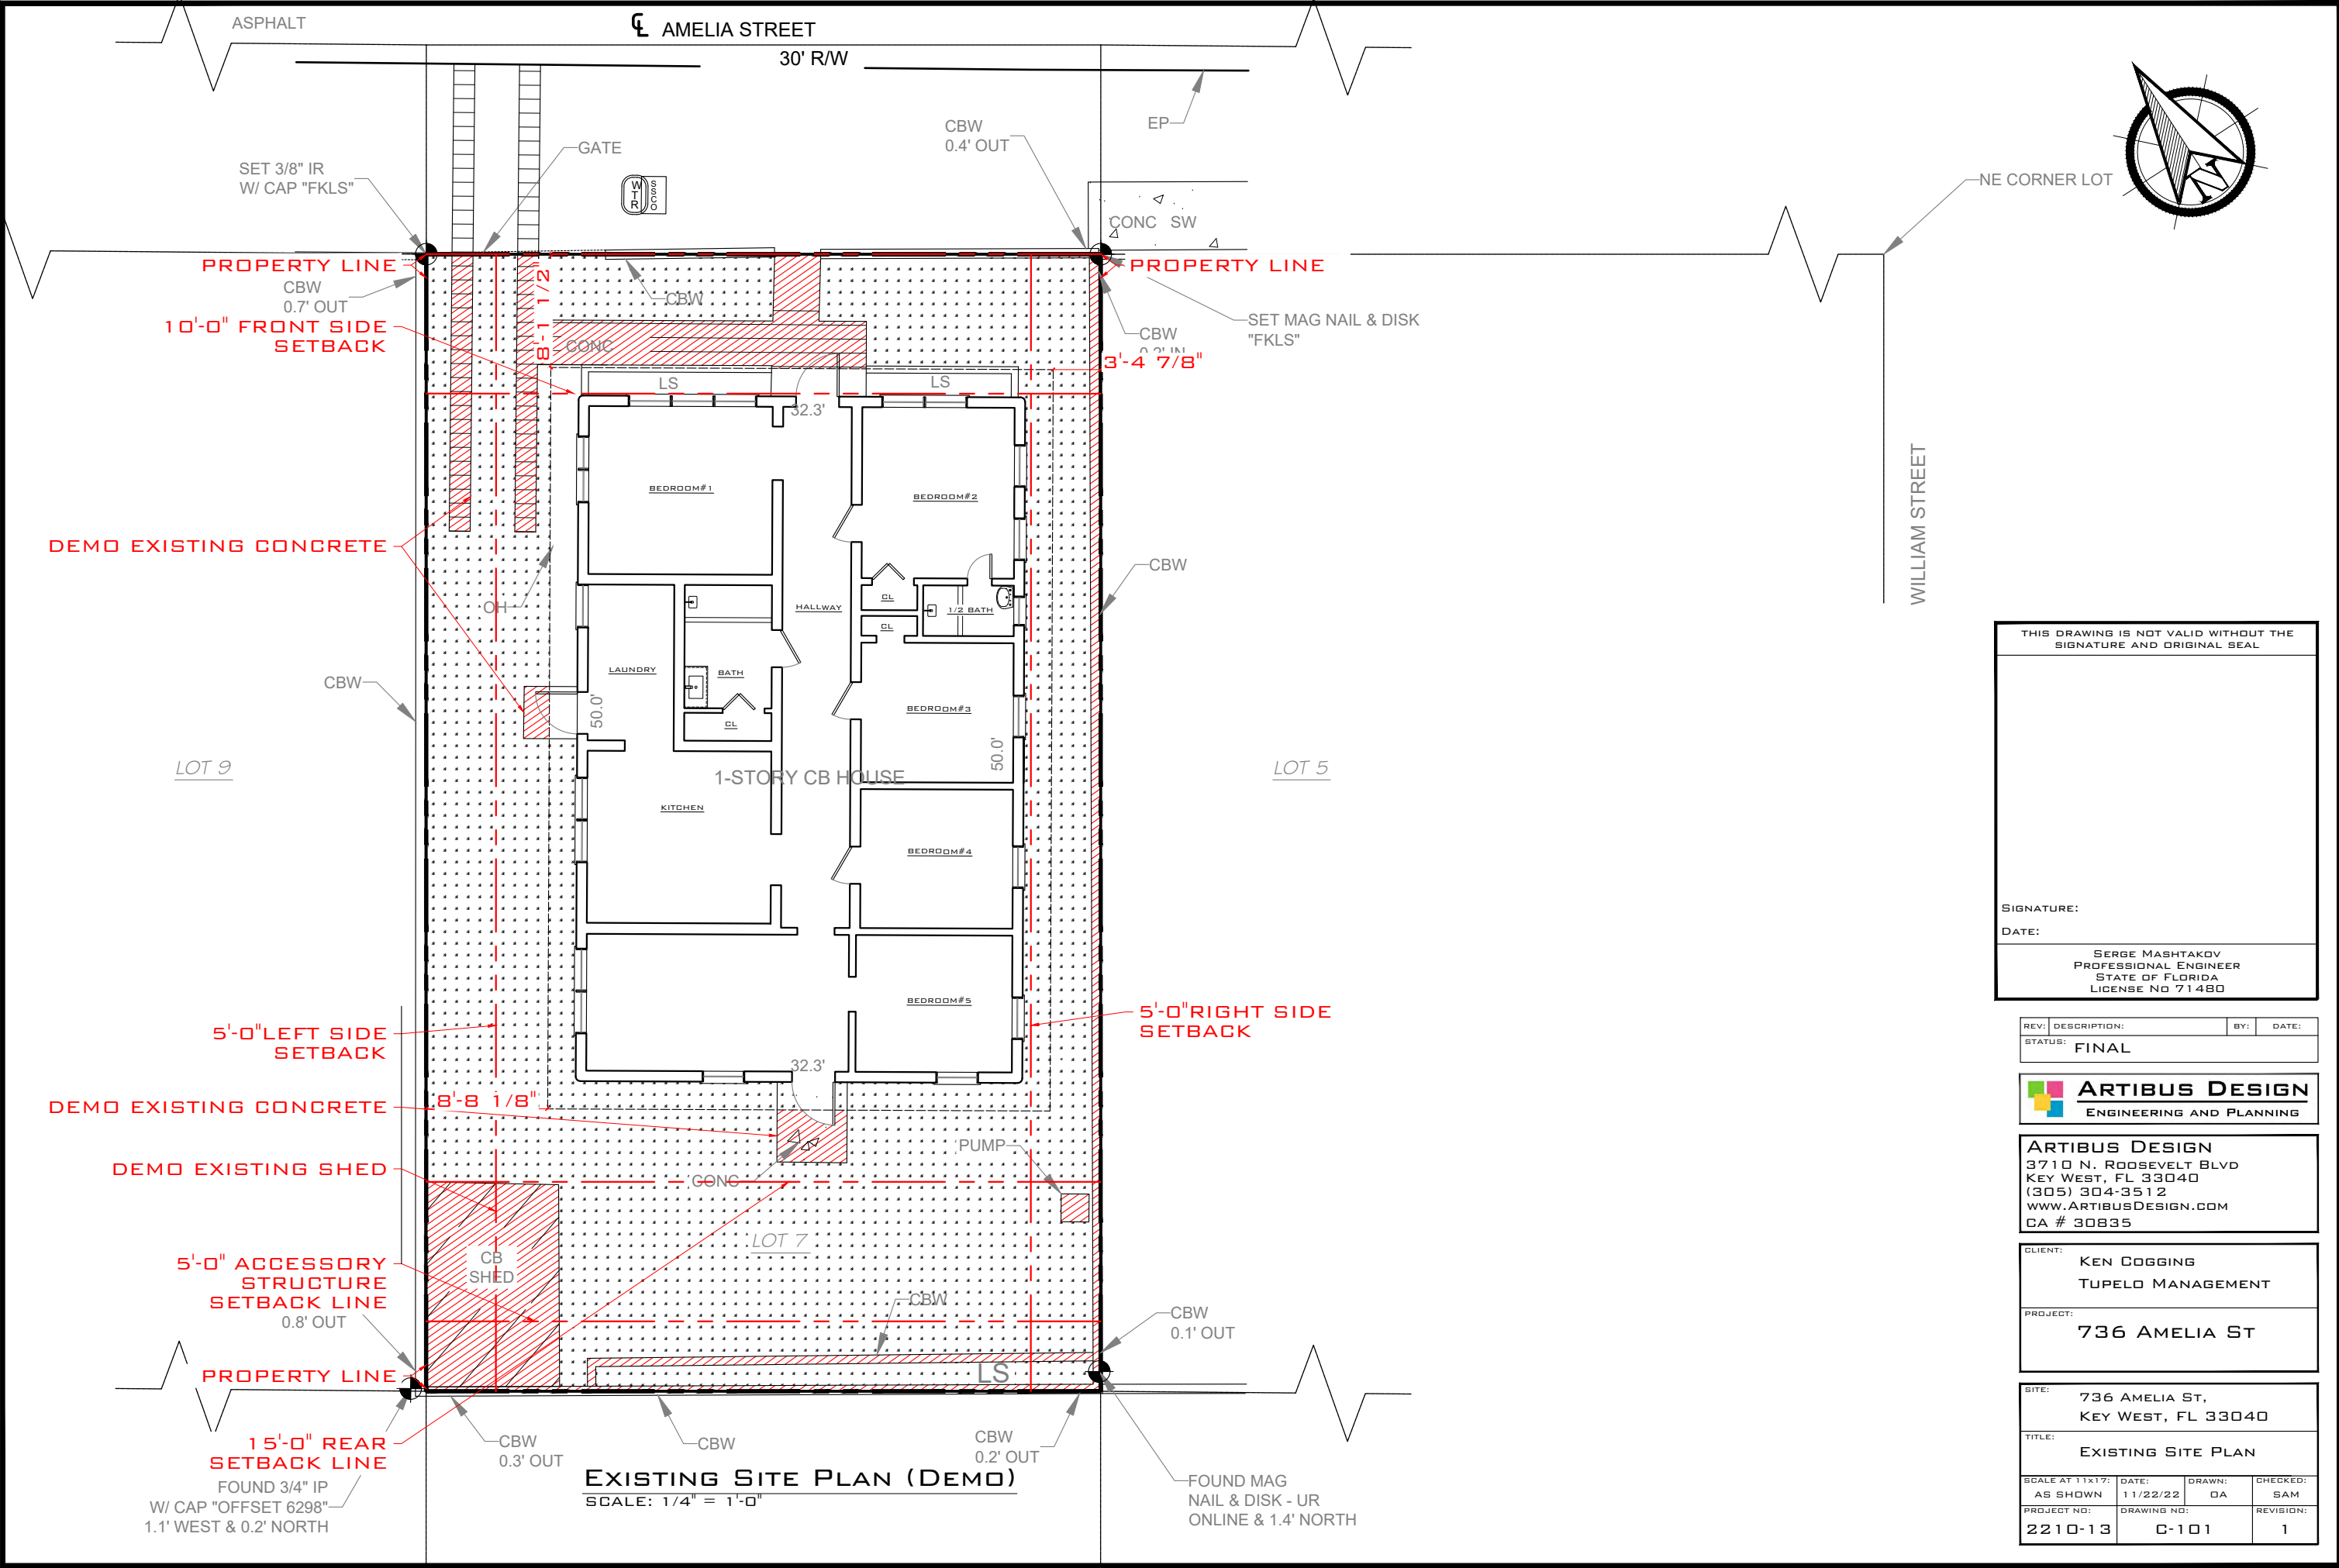 ASPHALT
CL AMELIA STREET
30' R/W
EP
CBW
0.4' OUT
GATE
SET 3/8" IR
W/ CAP "FKLS"
WTR
SSCO
CONC SW
NE CORNER LOT
N
PROPERTY LINE
PROPERTY LINE
CBW
0.7' OUT
CBW
8'-1 1/2"
10'-0" FRONT SIDE
SETBACK
CONC
SET MAG NAIL & DISK
"FKLS"
CBW
0.2' IN
3'-4 7/8"
LS
LS
32.3'
BEDROOM#1
BEDROOM#2
DEMO EXISTING CONCRETE
WILLIAM STREET
CBW
OH
HALLWAY
CL
1/2 BATH
CL
LAUNDRY
BATH
CBW
50.0'
BEDROOM#3
CL
50.0'
LOT 9
1-STORY CB HOUSE
LOT 5
KITCHEN
BEDROOM#4
BEDROOM#5
5'-0"LEFT SIDE
SETBACK
5'-0"RIGHT SIDE
SETBACK
32.3'
8'-8 1/8"
DEMO EXISTING CONCRETE
PUMP
DEMO EXISTING SHED
CONC
LOT 7
CB
SHED
5'-0" ACCESSORY
STRUCTURE
SETBACK LINE
0.8' OUT
CBW
CBW
0.1' OUT
LS
PROPERTY LINE
15'-0" REAR
SETBACK LINE
CBW
0.3' OUT
CBW
CBW
0.2' OUT
FOUND 3/4" IP
W/ CAP "OFFSET 6298"
1.1' WEST & 0.2' NORTH
FOUND MAG
NAIL & DISK - UR
ONLINE & 1.4' NORTH
EXISTING SITE PLAN (DEMO)
SCALE: 1/4" = 1'-0"
THIS DRAWING IS NOT VALID WITHOUT THE
SIGNATURE AND ORIGINAL SEAL
SIGNATURE:
DATE:
SERGE MASHTAKOV
PROFESSIONAL ENGINEER
STATE OF FLORIDA
LICENSE NO 71480
REV: DESCRIPTION: BY: DATE:
STATUS: FINAL
ARTIBUS DESIGN
ENGINEERING AND PLANNING
ARTIBUS DESIGN
3710 N. ROOSEVELT BLVD
KEY WEST, FL 33040
(305) 304-3512
WWW.ARTIBUSDESIGN.COM
CA # 30835
CLIENT:
KEN COGGING
TUPELO MANAGEMENT
PROJECT:
736 AMELIA ST
SITE:
736 AMELIA ST,
KEY WEST, FL 33040
TITLE:
EXISTING SITE PLAN
SCALE AT 11X17: DATE: DRAWN: CHECKED:
AS SHOWN 11/22/22 OA SAM
PROJECT NO: DRAWING NO: REVISION:
2210-13 C-101 1